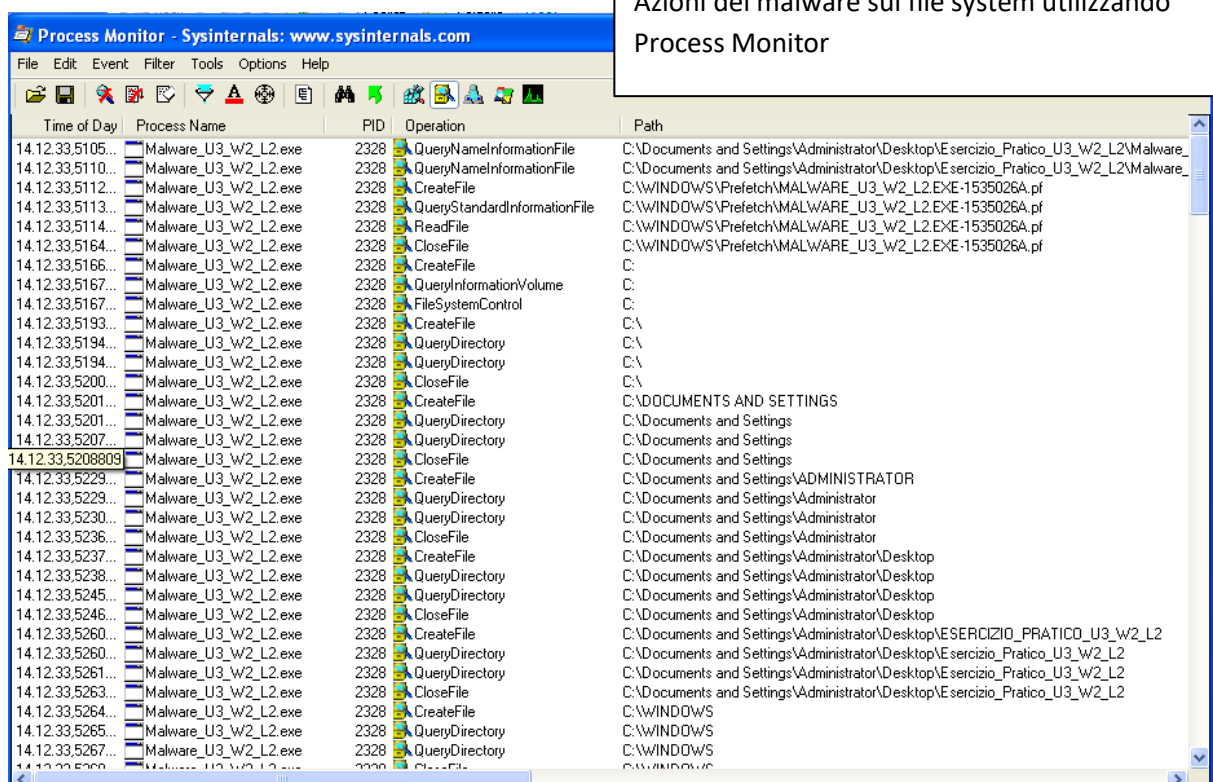 Azioni del malware sul file system utilizzando
Process Monitor
Process Monitor - Sysinternals: www.sysinternals.com
File Edit Event Filter Tools Options Help
Time of Day Process Name PID Operation Path
14.12.33,5105... Malware_U3_W2_L2.exe 2328 QueryNameInformationFile C:\Documents and Settings\Administrator\Desktop\Esercizio_Pratico_U3_W2_L2\Malware_
14.12.33,5110... Malware_U3_W2_L2.exe 2328 QueryNameInformationFile C:\Documents and Settings\Administrator\Desktop\Esercizio_Pratico_U3_W2_L2\Malware_
14.12.33,5112... Malware_U3_W2_L2.exe 2328 CreateFile C:\WINDOWS\Prefetch\MALWARE_U3_W2_L2.EXE-1535026A.pf
14.12.33,5113... Malware_U3_W2_L2.exe 2328 QueryStandardInformationFile C:\WINDOWS\Prefetch\MALWARE_U3_W2_L2.EXE-1535026A.pf
14.12.33,5114... Malware_U3_W2_L2.exe 2328 ReadFile C:\WINDOWS\Prefetch\MALWARE_U3_W2_L2.EXE-1535026A.pf
14.12.33,5164... Malware_U3_W2_L2.exe 2328 CloseFile C:\WINDOWS\Prefetch\MALWARE_U3_W2_L2.EXE-1535026A.pf
14.12.33,5166... Malware_U3_W2_L2.exe 2328 CreateFile C:
14.12.33,5167... Malware_U3_W2_L2.exe 2328 QueryInformationVolume C:
14.12.33,5167... Malware_U3_W2_L2.exe 2328 FileSystemControl C:
14.12.33,5193... Malware_U3_W2_L2.exe 2328 CreateFile C:\
14.12.33,5194... Malware_U3_W2_L2.exe 2328 QueryDirectory C:\
14.12.33,5194... Malware_U3_W2_L2.exe 2328 QueryDirectory C:\
14.12.33,5200... Malware_U3_W2_L2.exe 2328 CloseFile C:\
14.12.33,5201... Malware_U3_W2_L2.exe 2328 CreateFile C:\DOCUMENTS AND SETTINGS
14.12.33,5201... Malware_U3_W2_L2.exe 2328 QueryDirectory C:\Documents and Settings
14.12.33,5207... Malware_U3_W2_L2.exe 2328 QueryDirectory C:\Documents and Settings
14.12.33,5208809 Malware_U3_W2_L2.exe 2328 CloseFile C:\Documents and Settings
14.12.33,5229... Malware_U3_W2_L2.exe 2328 CreateFile C:\Documents and Settings\ADMINISTRATOR
14.12.33,5229... Malware_U3_W2_L2.exe 2328 QueryDirectory C:\Documents and Settings\Administrator
14.12.33,5230... Malware_U3_W2_L2.exe 2328 QueryDirectory C:\Documents and Settings\Administrator
14.12.33,5236... Malware_U3_W2_L2.exe 2328 CloseFile C:\Documents and Settings\Administrator
14.12.33,5237... Malware_U3_W2_L2.exe 2328 CreateFile C:\Documents and Settings\Administrator\Desktop
14.12.33,5238... Malware_U3_W2_L2.exe 2328 QueryDirectory C:\Documents and Settings\Administrator\Desktop
14.12.33,5245... Malware_U3_W2_L2.exe 2328 QueryDirectory C:\Documents and Settings\Administrator\Desktop
14.12.33,5246... Malware_U3_W2_L2.exe 2328 CloseFile C:\Documents and Settings\Administrator\Desktop
14.12.33,5260... Malware_U3_W2_L2.exe 2328 CreateFile C:\Documents and Settings\Administrator\Desktop\ESERCIZIO_PRATICO_U3_W2_L2
14.12.33,5260... Malware_U3_W2_L2.exe 2328 QueryDirectory C:\Documents and Settings\Administrator\Desktop\Esercizio_Pratico_U3_W2_L2
14.12.33,5261... Malware_U3_W2_L2.exe 2328 QueryDirectory C:\Documents and Settings\Administrator\Desktop\Esercizio_Pratico_U3_W2_L2
14.12.33,5263... Malware_U3_W2_L2.exe 2328 CloseFile C:\Documents and Settings\Administrator\Desktop\Esercizio_Pratico_U3_W2_L2
14.12.33,5264... Malware_U3_W2_L2.exe 2328 CreateFile C:\WINDOWS
14.12.33,5265... Malware_U3_W2_L2.exe 2328 QueryDirectory C:\WINDOWS
14.12.33,5267... Malware_U3_W2_L2.exe 2328 QueryDirectory C:\WINDOWS